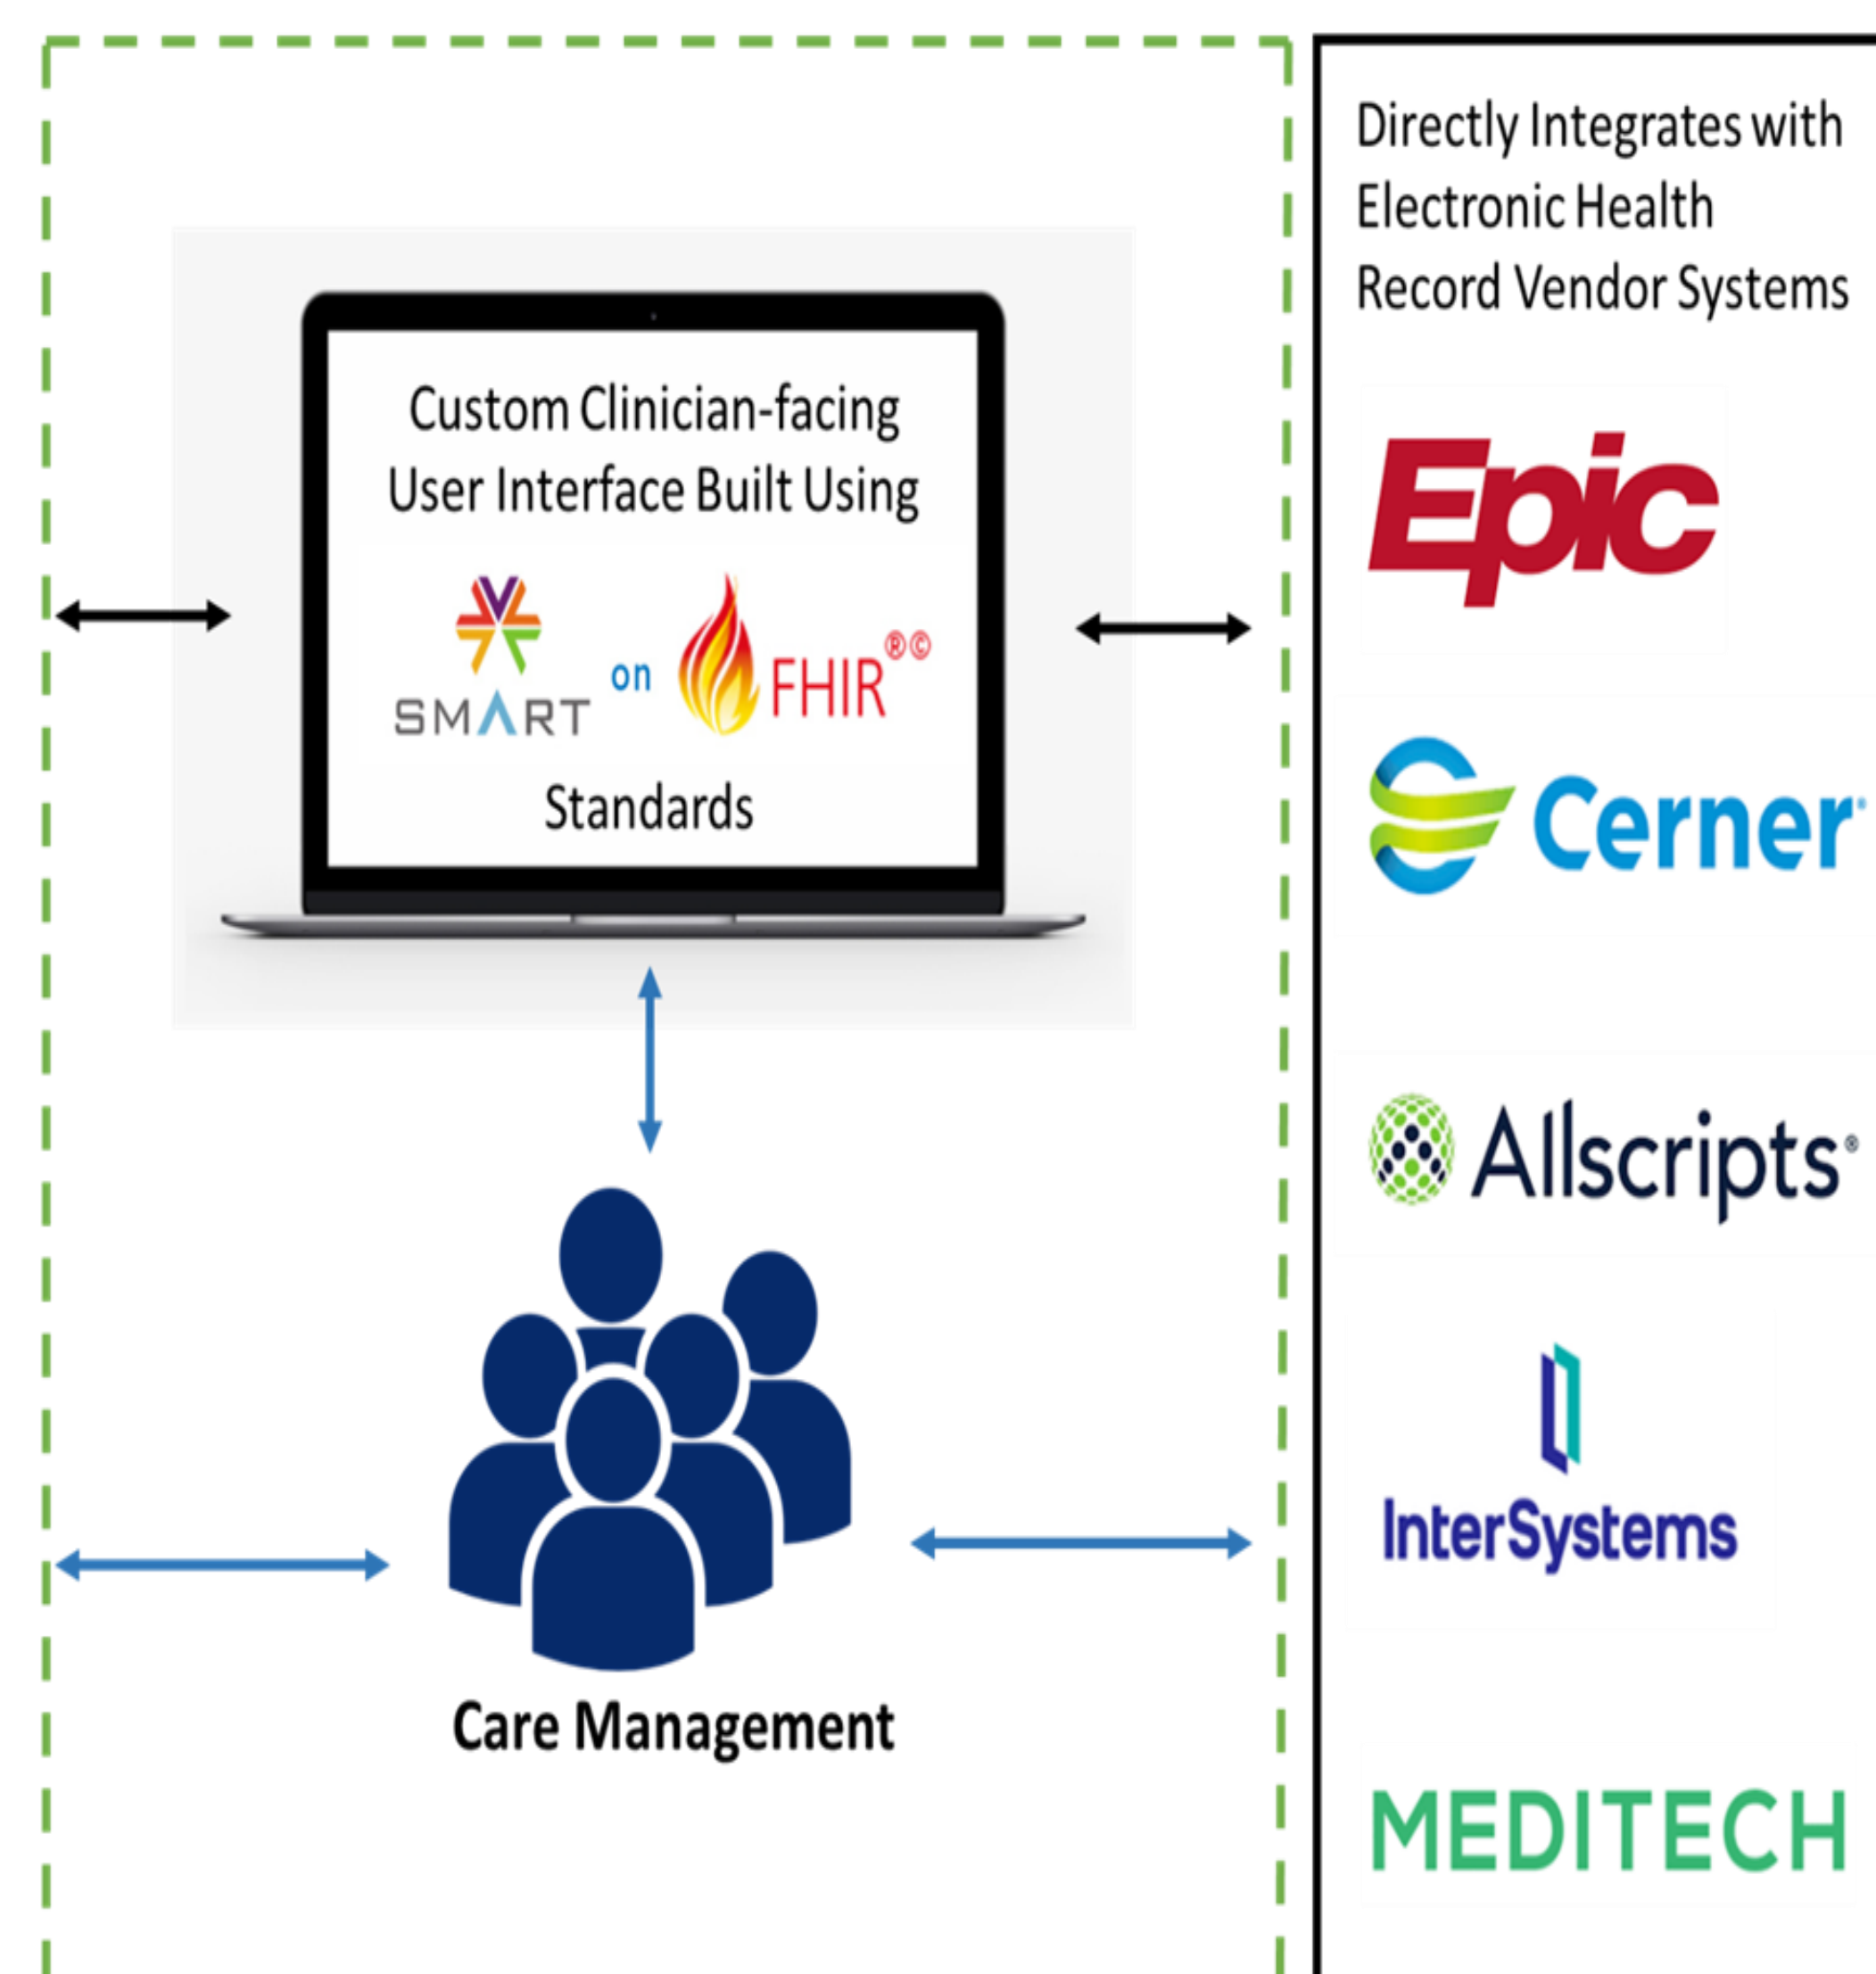 Custom Clinician-facing
User Interface Built Using
SMART on FHIR®©
Standards
Care Management
Directly Integrates with
Electronic Health
Record Vendor Systems
Epic
Cerner®
Allscripts®
InterSystems
MEDITECH